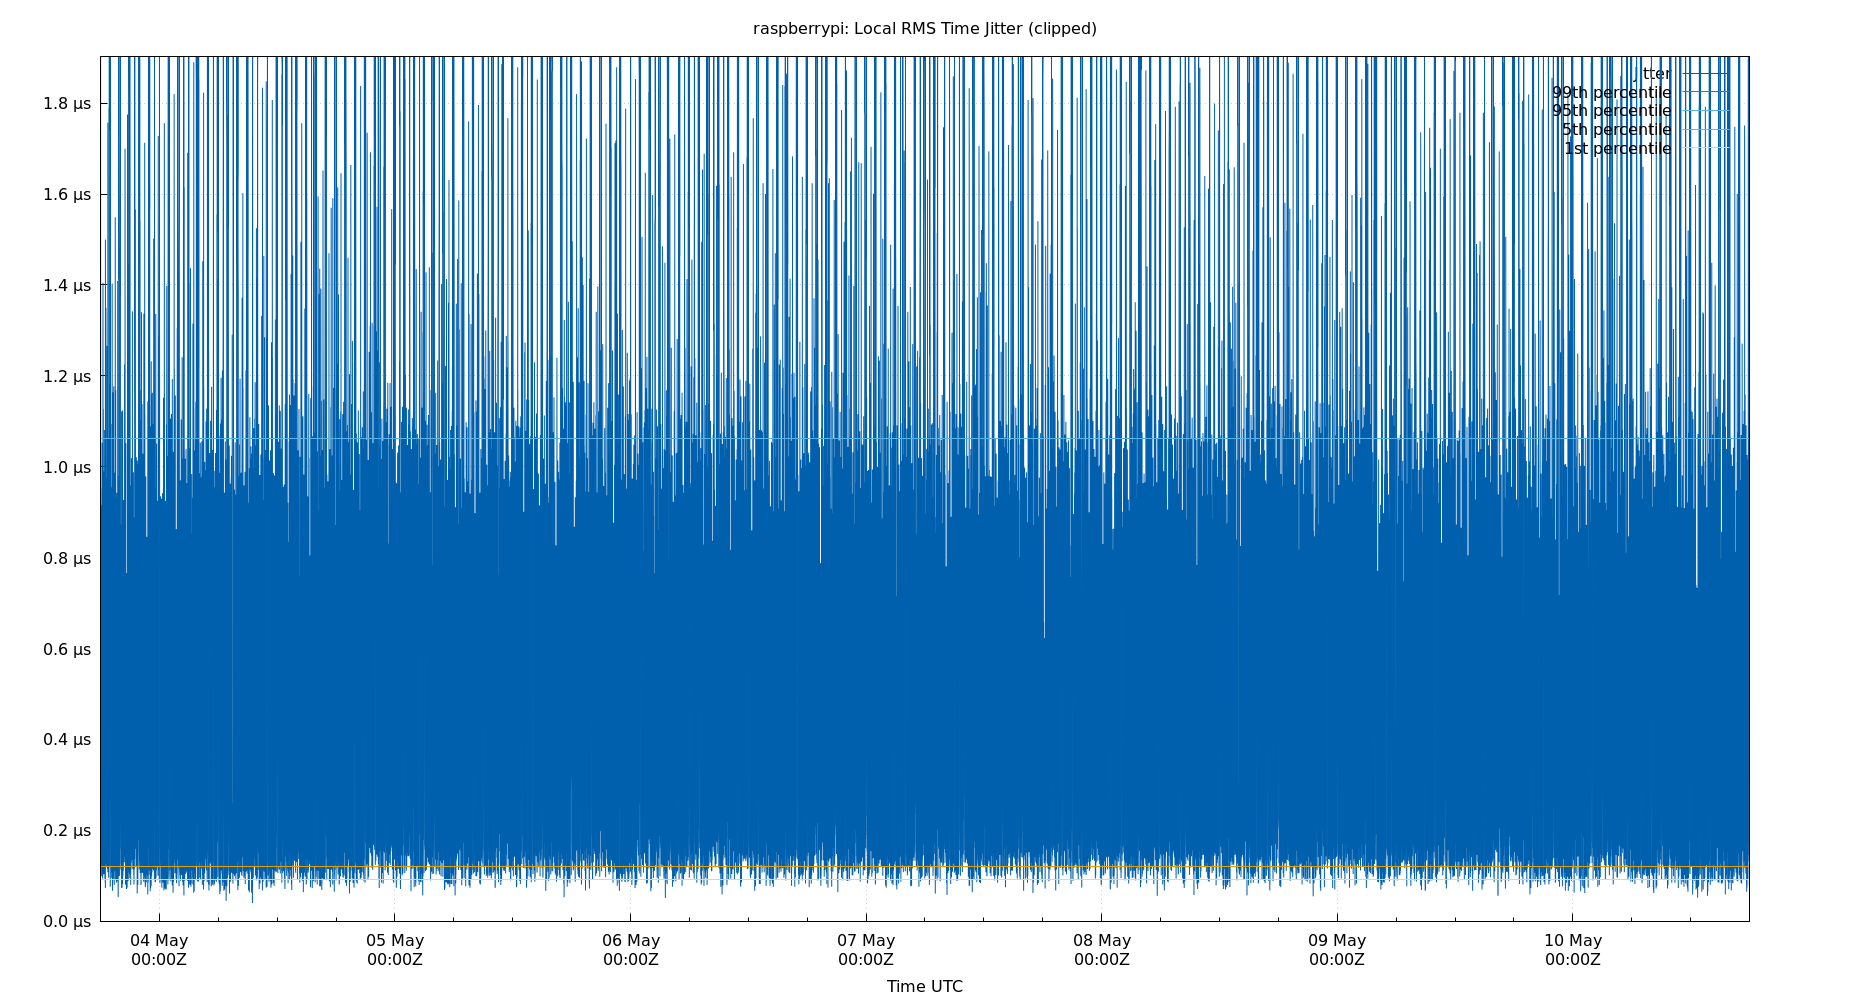 raspberrypi: Local RMS Time Jitter (clipped)
jitter
99th percentile
95th percentile
5th percentile
1st percentile
1.8 µs
1.6 µs
1.4 µs
1.2 µs
1.0 µs
0.8 µs
0.6 µs
0.4 µs
0.2 µs
0.0 µs
04 May 05 May 06 May 07 May 08 May 09 May 10 May
00:00Z 00:00Z 00:00Z 00:00Z 00:00Z 00:00Z 00:00Z
Time UTC